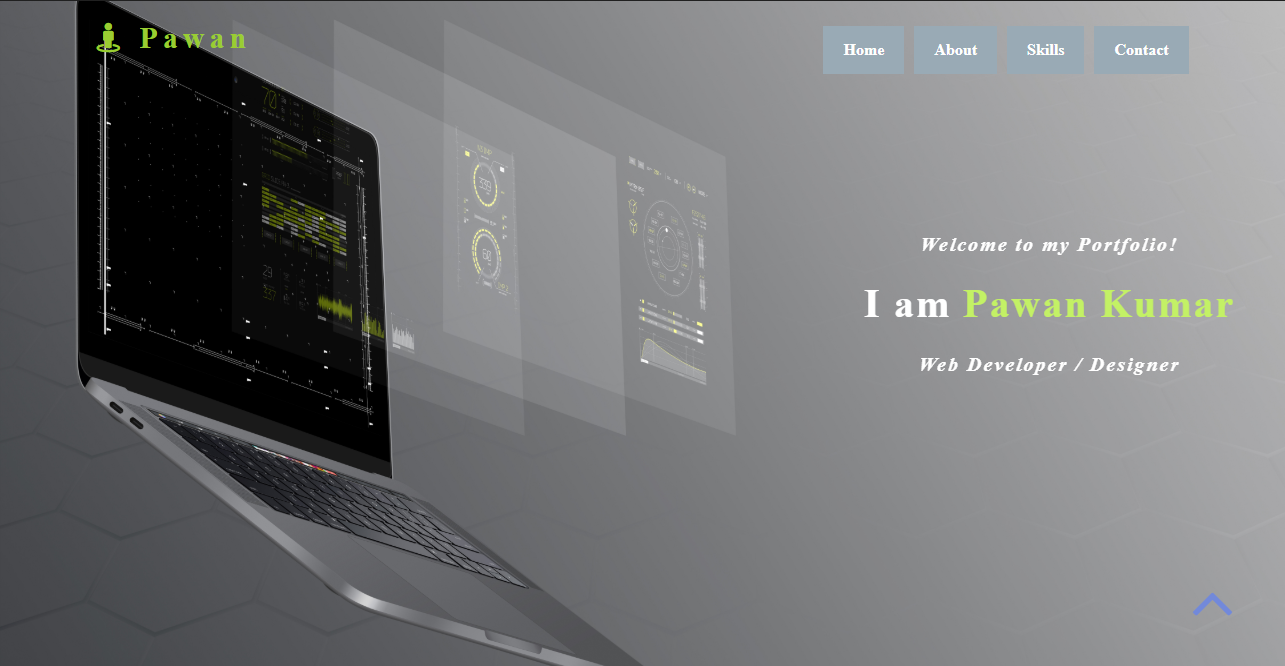 Pawan
Home
About
Skills
Contact
Welcome to my Portfolio!
I am Pawan Kumar
Web Developer / Designer